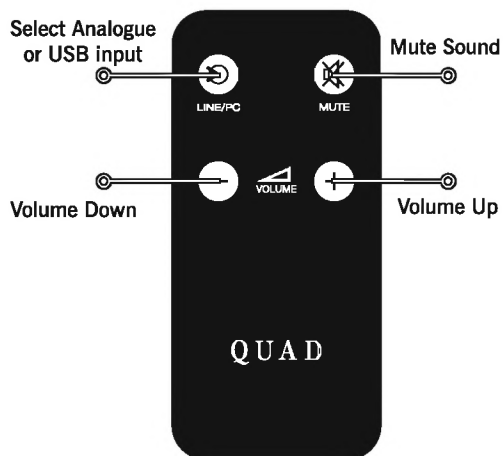 Select Analogue
or USB input
Mute Sound
LINE/PC
MUTE
VOLUME
Volume Down
Volume Up
QUAD